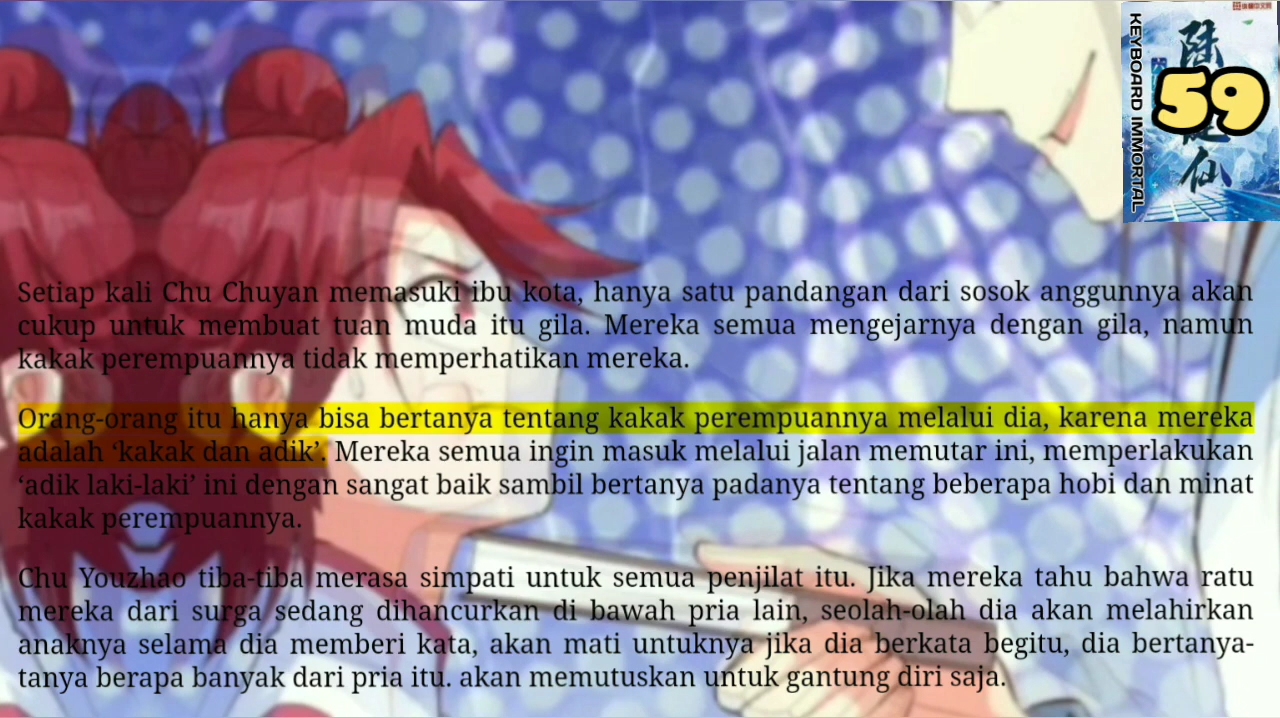 KEYBOARD IMMORTAL
59
仙
Setiap kali Chu Chuyan memasuki ibu kota, hanya satu pandangan dari sosok anggunnya akan
cukup untuk membuat tuan muda itu gila. Mereka semua mengejarnya dengan gila, namun
kakak perempuannya tidak memperhatikan mereka.
Orang-orang itu hanya bisa bertanya tentang kakak perempuannya melalui dia, karena mereka
adalah ‘kakak dan adik’. Mereka semua ingin masuk melalui jalan memutar ini, memperlakukan
‘adik laki-laki’ ini dengan sangat baik sambil bertanya padanya tentang beberapa hobi dan minat
kakak perempuannya.
Chu Youzhao tiba-tiba merasa simpati untuk semua penjilat itu. Jika mereka tahu bahwa ratu
mereka dari surga sedang dihancurkan di bawah pria lain, seolah-olah dia akan melahirkan
anaknya selama dia memberi kata, akan mati untuknya jika dia berkata begitu, dia bertanya-
tanya berapa banyak dari pria itu. akan memutuskan untuk gantung diri saja.